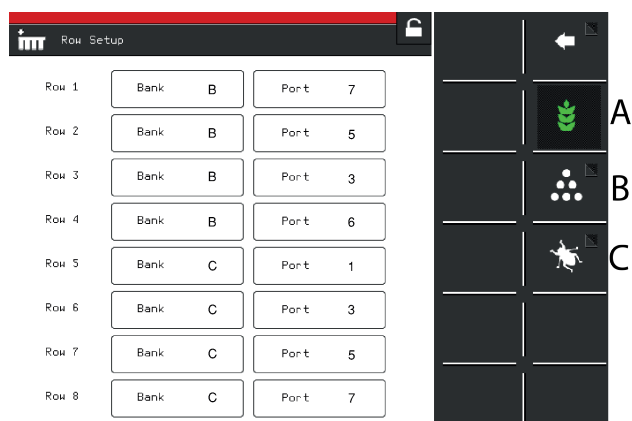 Row Setup
Row 1 Bank B Port 7
A
Row 2 Bank B Port 5
Row 3 Bank B Port 3
B
Row 4 Bank B Port 6
Row 5 Bank C Port 1
C
Row 6 Bank C Port 3
Row 7 Bank C Port 5
Row 8 Bank C Port 7